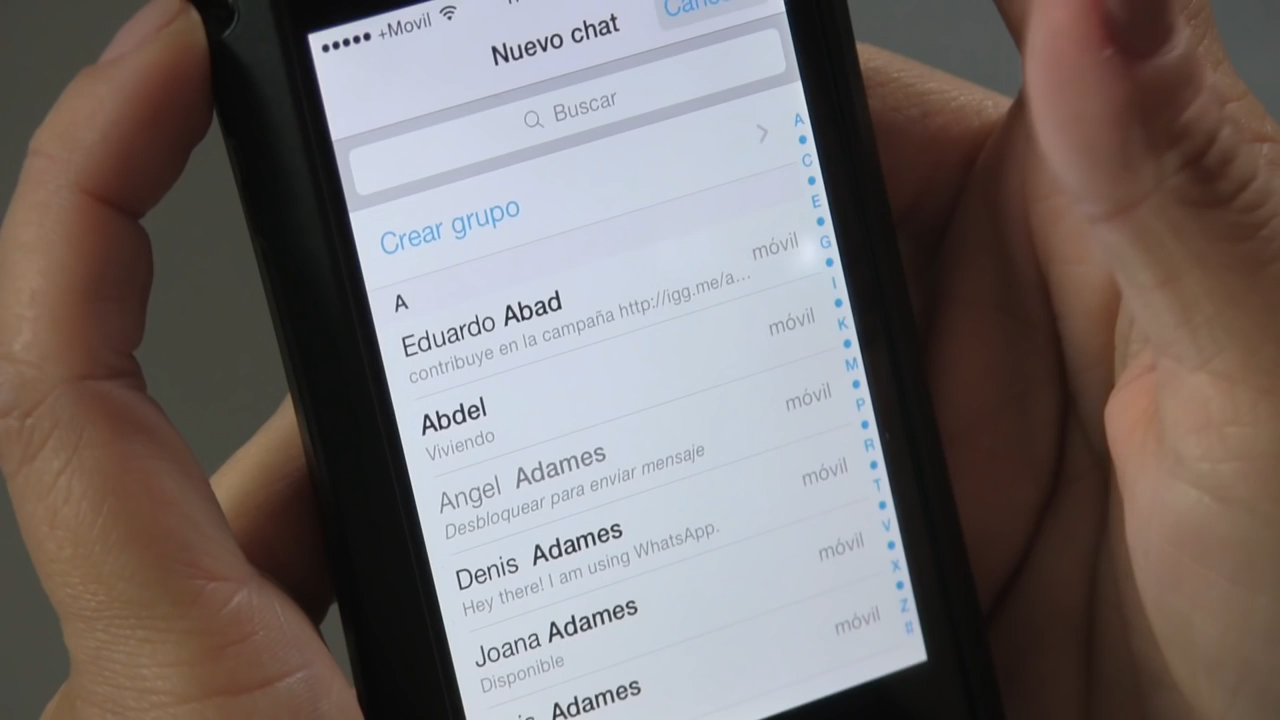 +Movil
Nuevo chat
Buscar
Crear grupo
A
Eduardo Abad
móvil
contribuye en la campaña http://igg.me/a...
Abdel
móvil
Viviendo
Angel Adames
móvil
Desbloquear para enviar mensaje
Denis Adames
móvil
Hey there! I am using WhatsApp.
Joana Adames
móvil
Disponible
Adames
móvil
A
C
E
G
I
K
M
P
R
T
V
X
Z
#